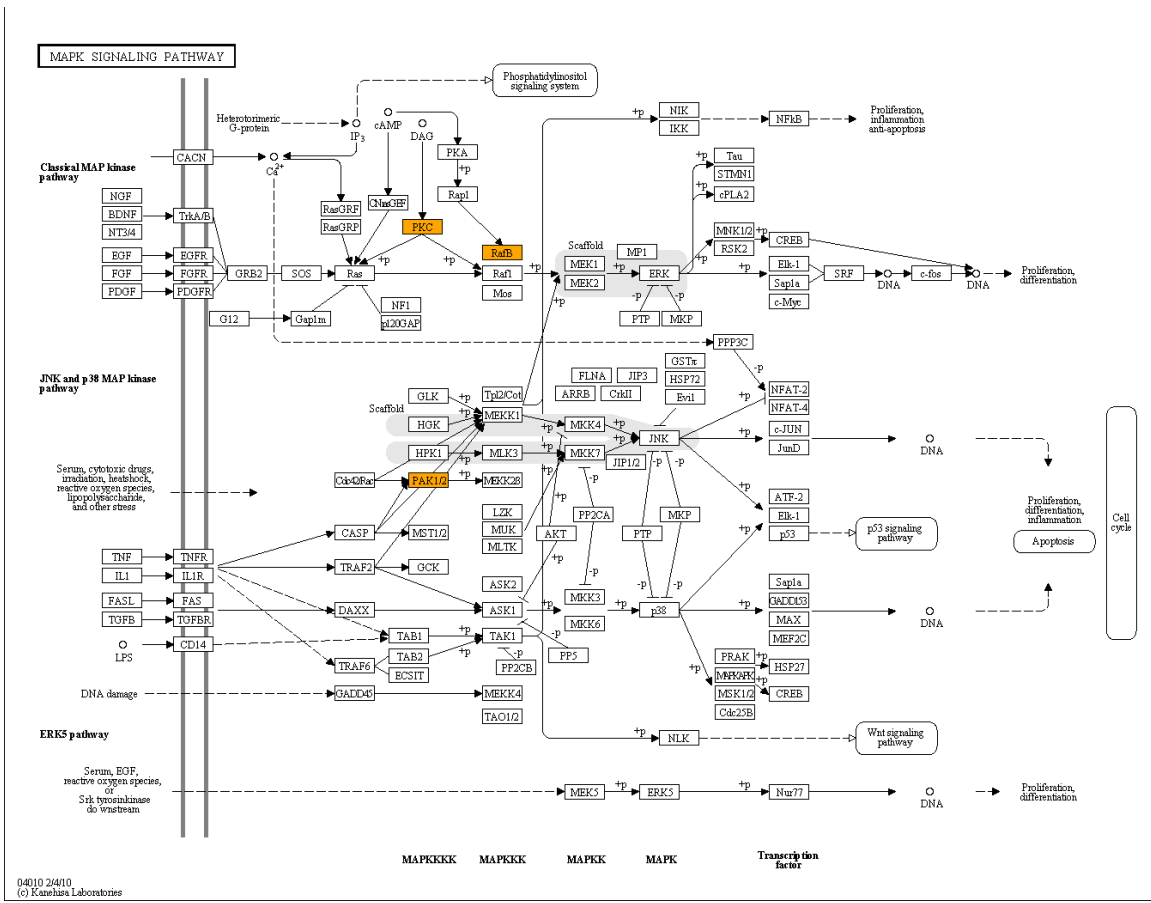 MAPK SIGNALING PATHWAY
Phosphatidylinositol
signaling system
Heterotorimeric
G-protein
IP3
cAMP
DAG
+p
NIK
IKK
NFkB
Proliferation,
inflammation
anti-apoptosis
CACN
Ca2+
PKA
+p
Rap1
+p
Tau
STMN1
cPLA2
Classical MAP kinase
pathway
NGF
BDNF
NT3/4
TrkA/B
RasGRF
RasGRP
CNrasGEF
PKC
RafB
Scaffold
MP1
+p
MNK1/2
RSK2
CREB
EGF
FGF
PDGF
EGFR
FGFR
PDGFR
GRB2
SOS
Ras
+p
+p
Raf1
Mos
+p
+p
MEK1
MEK2
+p
ERK
+p
Elk-1
Sap1a
c-Myc
SRF
DNA
c-fos
DNA
Proliferation,
differentiation
G12
Gap1m
NF1
p120GAP
-p
-p
PTP
MKP
PPP3C
-p
JNK and p38 MAP kinase
pathway
Scaffold
GLK
HGK
HPK1
+p
+p
+p
Tpl2/Cot
MEKK1
MLK3
FLNA
JIP3
ARRB
CrkII
GSTπ
HSP72
Evi1
+p
NFAT-2
NFAT-4
+p
+p
MKK4
MKK7
+p
+p
JIP1/2
JNK
+p
c-JUN
JunD
DNA
Serum, cytotoxic drugs,
irradiation, heatshock,
reactive oxygen species,
lipopolysaccharide,
and other stress
Cdc42/Rac
PAK1/2
+p
MEKK2B
LZK
MUK
MLTK
-p
-p
-p
+p
ATF-2
Elk-1
p53
p53 signaling
pathway
Proliferation,
differentiation,
inflammation
Apoptosis
Cell
cycle
CASP
MST1/2
AKT
PP2CA
PTP
MKP
+p
TNF
IL1
TNFR
IL1R
TRAF2
GCK
+p
-p
-p
-p
FASL
TGFB
FAS
TGFBR
DAXX
ASK2
ASK1
+p
+p
MKK3
MKK6
+p
p38
+p
Sap1a
GADD153
MAX
MEF2C
DNA
LPS
CD14
TAB1
TAB2
ECSIT
TRAF6
+p
+p
TAK1
-p
-p
PP2CB
PP5
+p
PRAK
MAPKAPK
MSK1/2
Cdc25B
+p
+p
HSP27
CREB
DNA damage
GADD45
MEKK4
TAO1/2
ERK5 pathway
+p
NLK
Wnt signaling
pathway
Serum, EGF,
reactive oxygen species,
or
Srk tyrosinkinase
do wnstream
MEK5
+p
ERK5
+p
Nur77
DNA
Proliferation,
differentiation
MAPKKKK
MAPKKK
MAPKK
MAPK
Transcription
factor
04010 2/4/10
(c) Kanehisa Laboratories